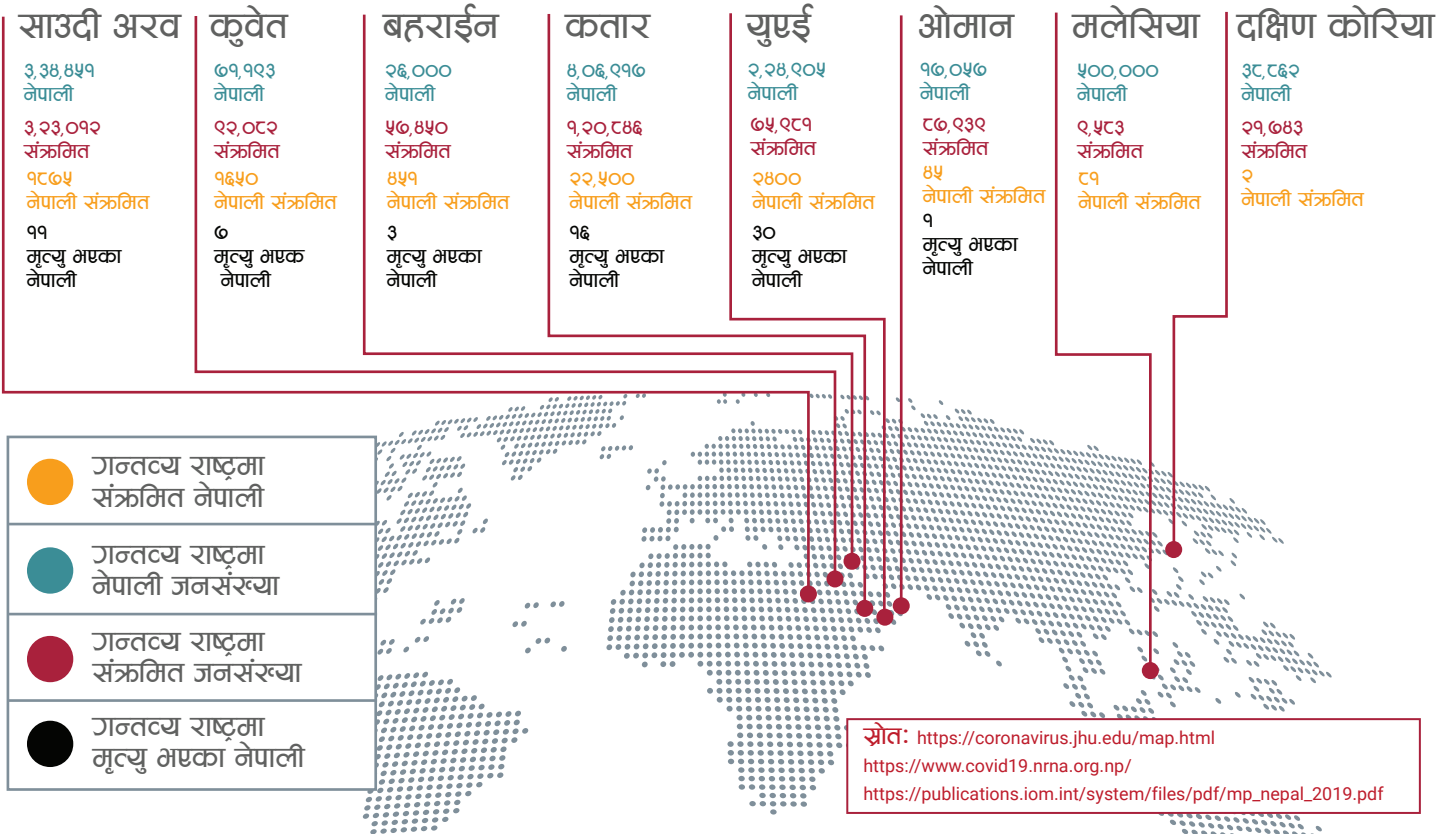 साउदी अरव
३,३४,४५१
नेपाली
३,२३,०१२
संक्रमित
१८७५
नेपाली संक्रमित
११
मृत्यु भएका
नेपाली
कुवेत
७१,१९३
नेपाली
९२,०८२
संक्रमित
१६५०
नेपाली संक्रमित
७
मृत्यु भएक
नेपाली
बहराईन
२६,०००
नेपाली
५७,४५०
संक्रमित
४५१
नेपाली संक्रमित
३
मृत्यु भएका
नेपाली
कतार
४,०६,९१७
नेपाली
१,२०,८४६
संक्रमित
२२,५००
नेपाली संक्रमित
१६
मृत्यु भएका
नेपाली
युएई
२,२४,९०५
नेपाली
७५,९८१
संक्रमित
२४००
नेपाली संक्रमित
३०
मृत्यु भएका
नेपाली
ओमान
१७,०५७
नेपाली
८७,९३९
संक्रमित
४५
नेपाली संक्रमित
१
मृत्यु भएका
नेपाली
मलेसिया
५००,०००
नेपाली
९,५८३
संक्रमित
८१
नेपाली संक्रमित
दक्षिण कोरिया
३८,८६२
नेपाली
२१,७४३
संक्रमित
२
नेपाली संक्रमित
गन्तव्य राष्ट्रमा
संक्रमित नेपाली
गन्तव्य राष्ट्रमा
नेपाली जनसंख्या
गन्तव्य राष्ट्रमा
संक्रमित जनसंख्या
गन्तव्य राष्ट्रमा
मृत्यु भएका नेपाली
स्रोत: https://coronavirus.jhu.edu/map.html
https://www.covid19.nrna.org.np/
https://publications.iom.int/system/files/pdf/mp_nepal_2019.pdf